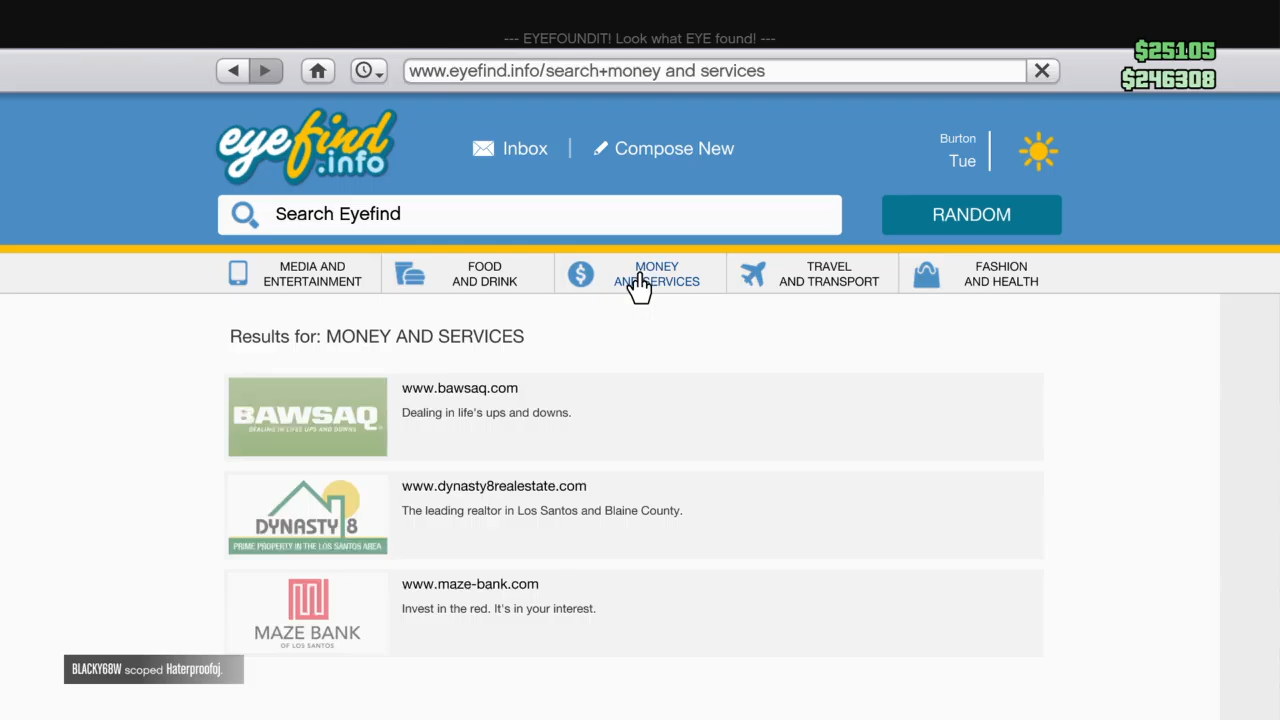 --- EYEFOUNDIT! Look what EYE found! ---
$25105
www.eyefind.info/search+money and services
$246308
eyefind
.info
Inbox
Compose New
Burton
Tue
Search Eyefind
RANDOM
MEDIA AND
ENTERTAINMENT
FOOD
AND DRINK
MONEY
AND SERVICES
TRAVEL
AND TRANSPORT
FASHION
AND HEALTH
Results for: MONEY AND SERVICES
BAWSAQ
DEALING IN LIFE'S UPS AND DOWNS
www.bawsaq.com
Dealing in life's ups and downs.
DYNASTY 8
PRIME PROPERTY IN THE LOS SANTOS AREA
www.dynasty8realestate.com
The leading realtor in Los Santos and Blaine County.
MAZE BANK
OF LOS SANTOS
www.maze-bank.com
Invest in the red. It's in your interest.
BLACKY68W scoped Haterproofoj.